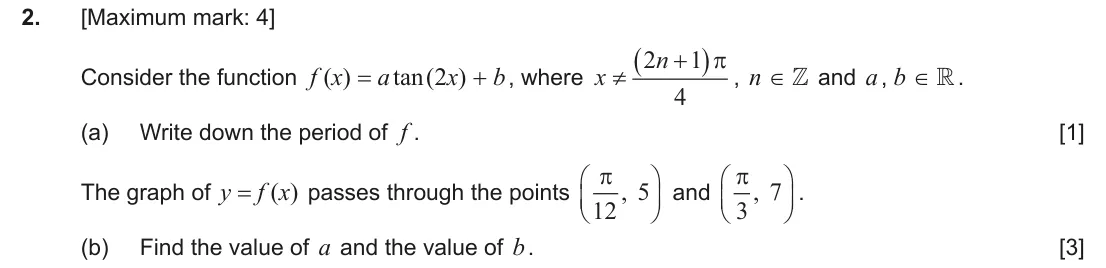 2. [Maximum mark: 4]
Consider the function f(x) = a tan(2x) + b, where x ≠ (2n + 1)π / 4, n ∈ ℤ and a, b ∈ ℝ.
(a) Write down the period of f. [1]
The graph of y = f(x) passes through the points (π/12, 5) and (π/3, 7).
(b) Find the value of a and the value of b. [3]